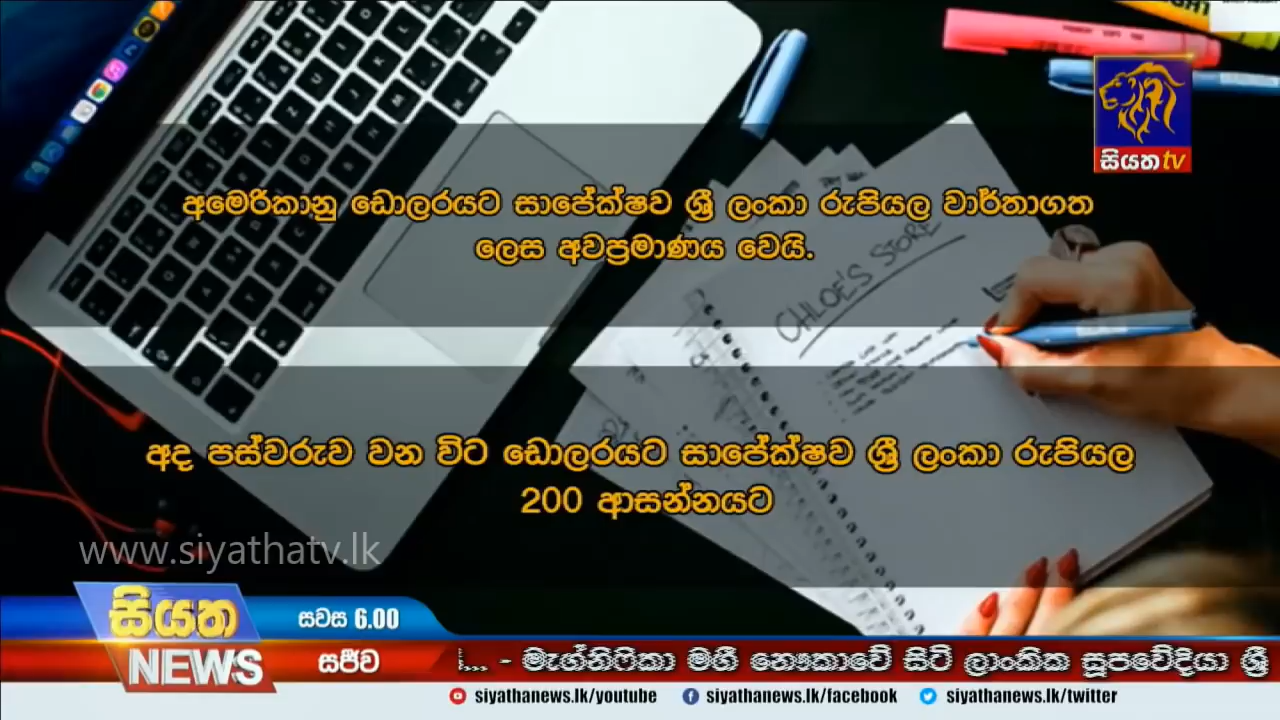 සියත tv
අමෙරිකානු ඩොලරයට සාපේක්ෂව ශ්‍රී ලංකා රුපියල වාර්තාගත
ලෙස අවප්‍රමාණය වෙයි.
CHLOE'S STORE
අද පස්වරුව වන විට ඩොලරයට සාපේක්ෂව ශ්‍රී ලංකා රුපියල
200 ආසන්නයට
www.siyathatv.lk
සියත
NEWS
සවස 6.00
සජීව
... - මැග්නිෆිකා මගී නෞකාවේ සිටි ලාංකික සූපවේදියා ශ්‍රී
siyathanews.lk/youtube
siyathanews.lk/facebook
siyathanews.lk/twitter